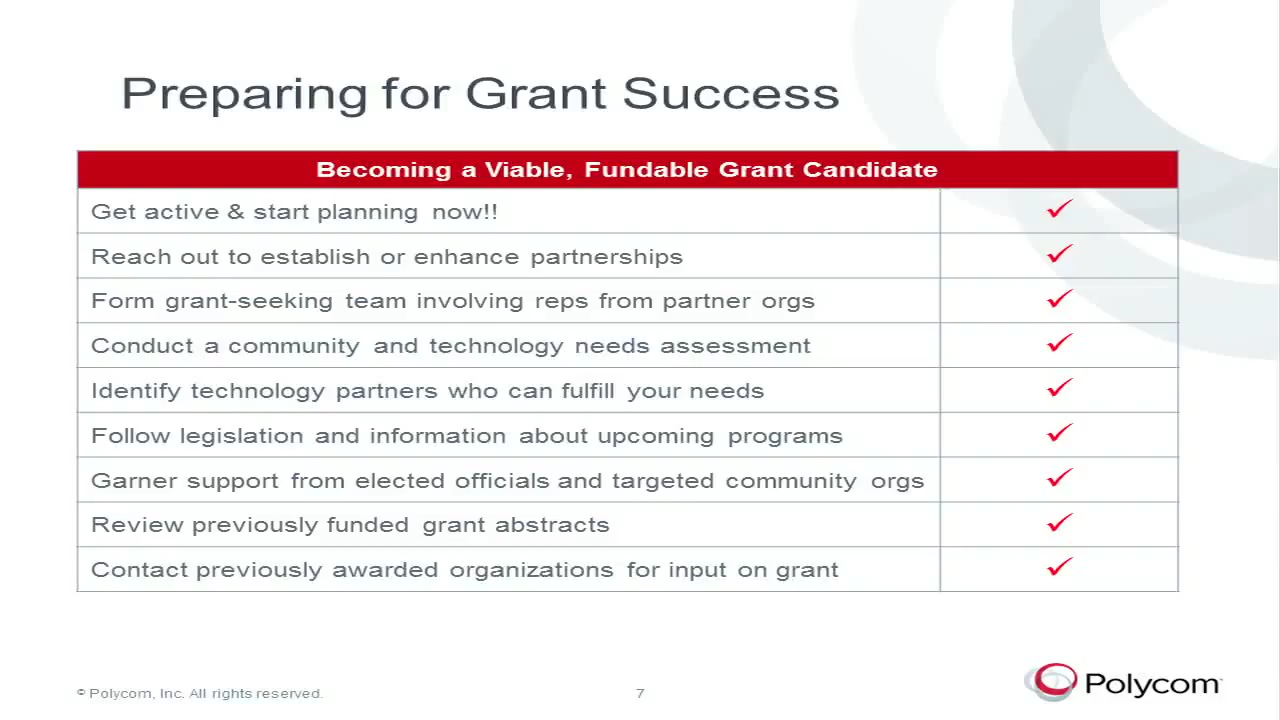 Preparing for Grant Success
Becoming a Viable, Fundable Grant Candidate
Get active & start planning now!! ✓
Reach out to establish or enhance partnerships ✓
Form grant-seeking team involving reps from partner orgs ✓
Conduct a community and technology needs assessment ✓
Identify technology partners who can fulfill your needs ✓
Follow legislation and information about upcoming programs ✓
Garner support from elected officials and targeted community orgs ✓
Review previously funded grant abstracts ✓
Contact previously awarded organizations for input on grant ✓
© Polycom, Inc. All rights reserved.
7
Polycom